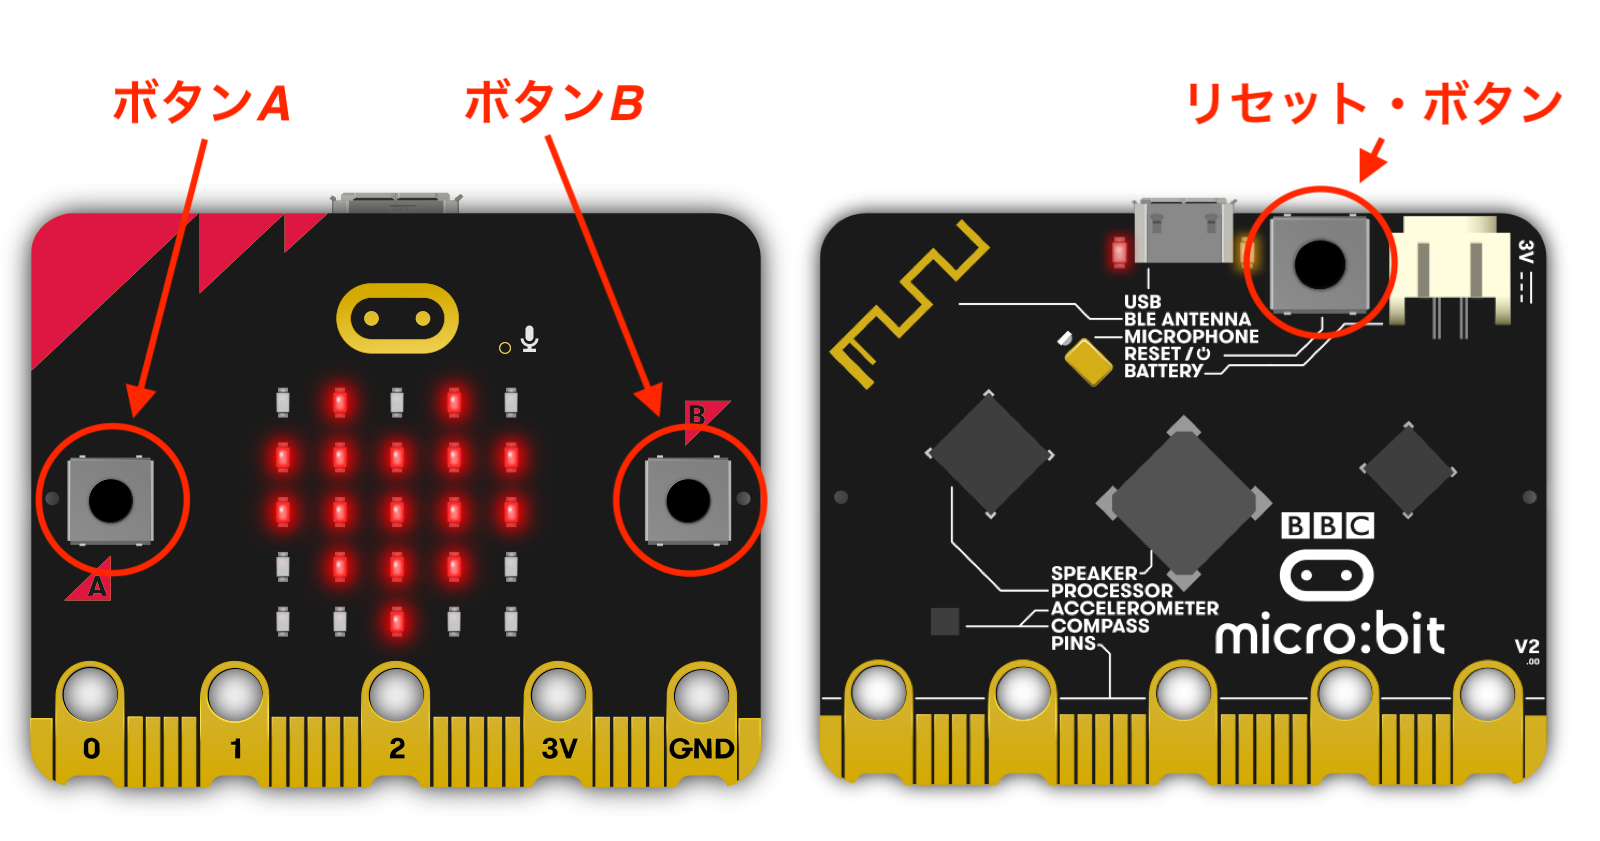 ボタンA
ボタンB
リセット・ボタン
A
B
0
1
2
3V
GND
3V
USB
BLE ANTENNA
MICROPHONE
RESET/⏻
BATTERY
SPEAKER
PROCESSOR
ACCELEROMETER
COMPASS
PINS
BBC
micro:bit
V2
.00